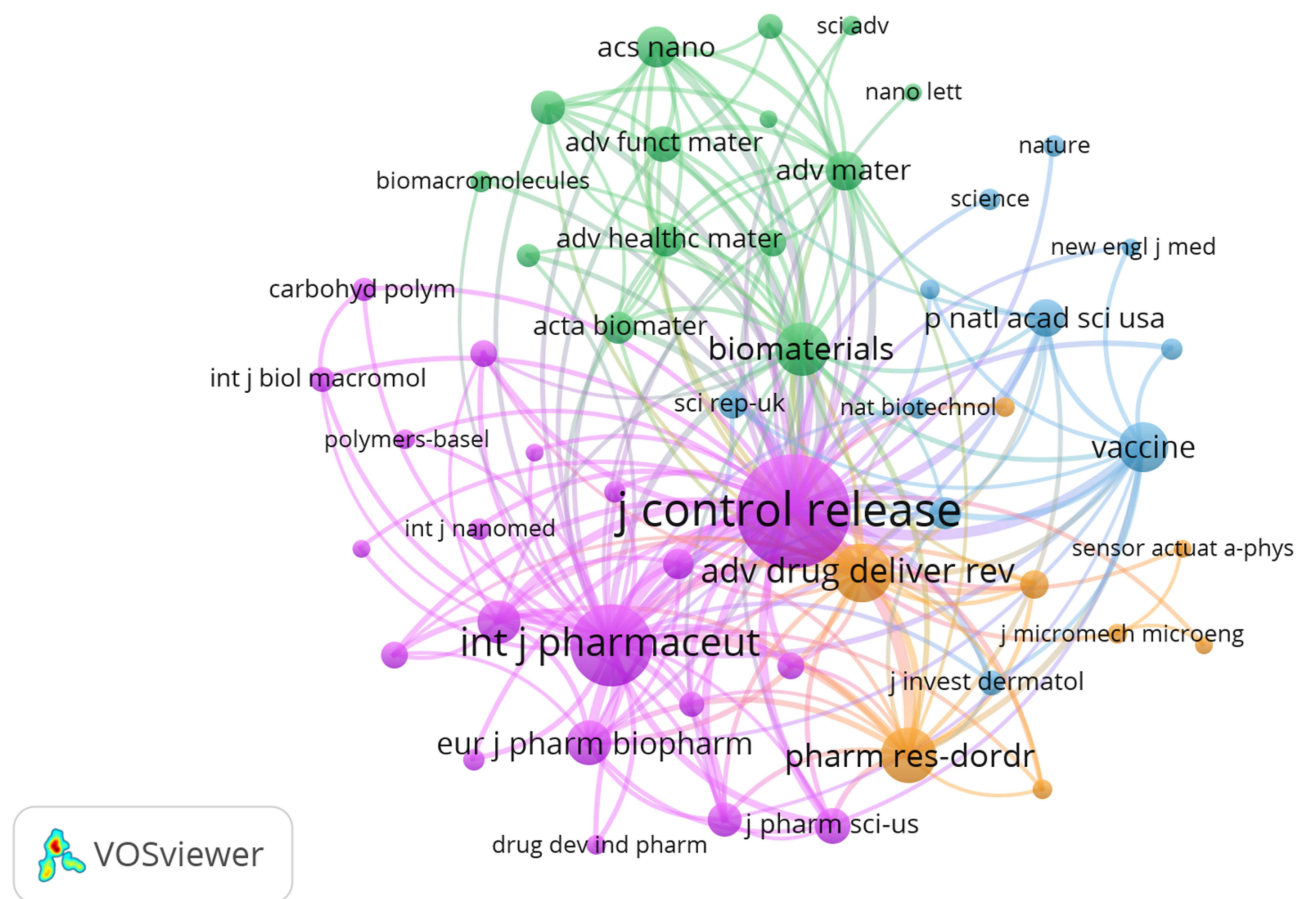 sci adv
acs nano
nano lett
adv funct mater
nature
adv mater
biomacromolecules
science
adv healthc mater
new engl j med
carbohyd polym
p natl acad sci usa
acta biomater
biomaterials
int j biol macromol
sci rep-uk
nat biotechnol
polymers-basel
vaccine
j control release
int j nanomed
sensor actuat a-phys
adv drug deliver rev
j micromech microeng
int j pharmaceut
j invest dermatol
eur j pharm biopharm
pharm res-dordr
j pharm sci-us
drug dev ind pharm
VOSviewer